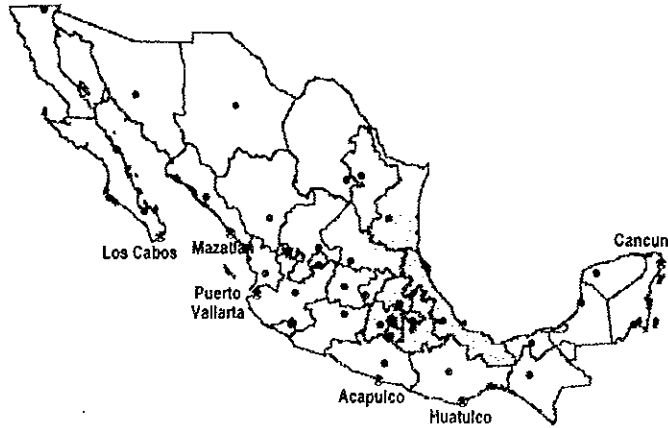 Los Cabos
Mazatlan
Cancun
Puerto
Vallarta
Acapulco
Huatulco